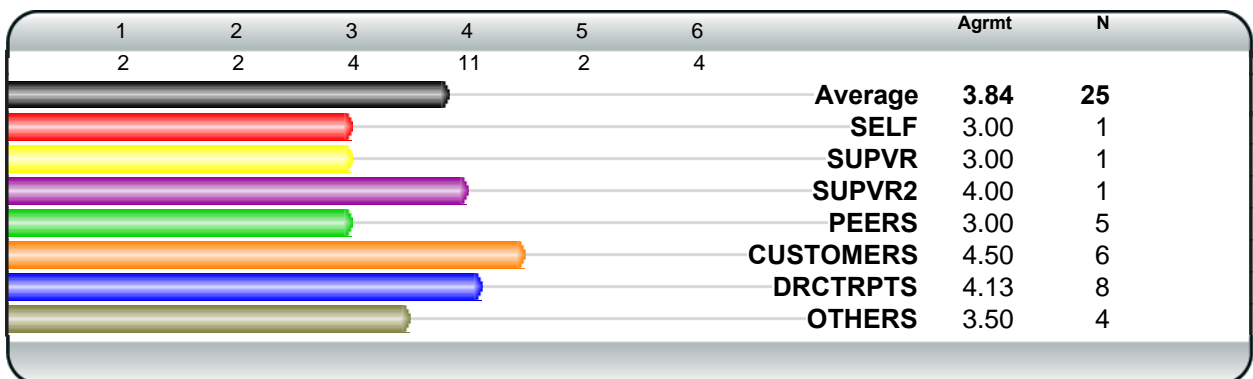 1 2 3 4 5 6 Agrmt N
2 2 4 11 2 4
Average 3.84 25
SELF 3.00 1
SUPVR 3.00 1
SUPVR2 4.00 1
PEERS 3.00 5
CUSTOMERS 4.50 6
DRCTRPTS 4.13 8
OTHERS 3.50 4